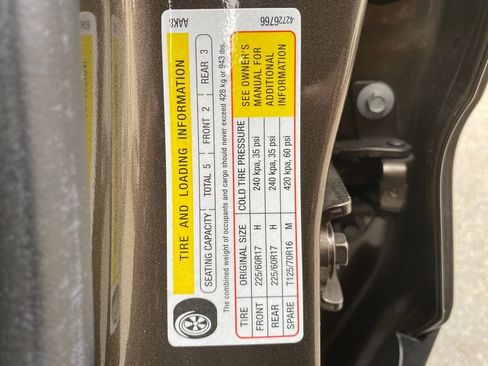 42726766
AAK6
TIRE AND LOADING INFORMATION
SEATING CAPACITY TOTAL 5 FRONT 2 REAR 3
The combined weight of occupants and cargo should never exceed 428 kg or 943 lbs.
TIRE ORIGINAL SIZE COLD TIRE PRESSURE
FRONT 225/60R17 H 240 kpa, 35 psi
REAR 225/60R17 H 240 kpa, 35 psi
SPARE T125/70R16 M 420 kpa, 60 psi
SEE OWNER'S
MANUAL FOR
ADDITIONAL
INFORMATION